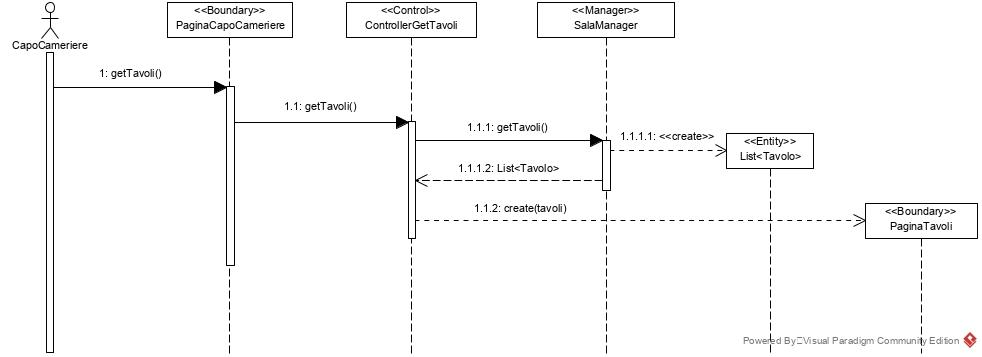 <<Boundary>>
PaginaCapoCameriere
<<Control>>
ControllerGetTavoli
<<Manager>>
SalaManager
CapoCameriere
1: getTavoli()
1.1: getTavoli()
1.1.1: getTavoli()
1.1.1.1: <<create>>
<<Entity>>
List<Tavolo>
1.1.1.2: List<Tavolo>
1.1.2: create(tavoli)
<<Boundary>>
PaginaTavoli
Powered By Visual Paradigm Community Edition